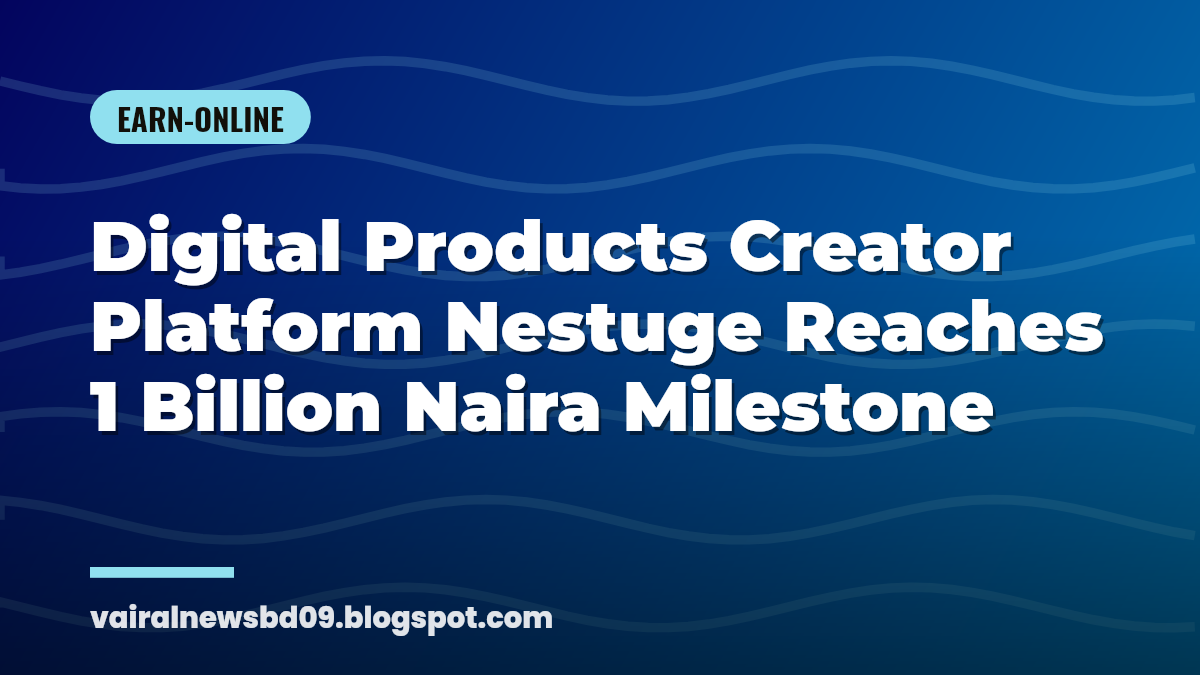 EARN-ONLINE
Digital Products Creator
Platform Nestuge Reaches
1 Billion Naira Milestone
vairalnewsbd09.blogspot.com